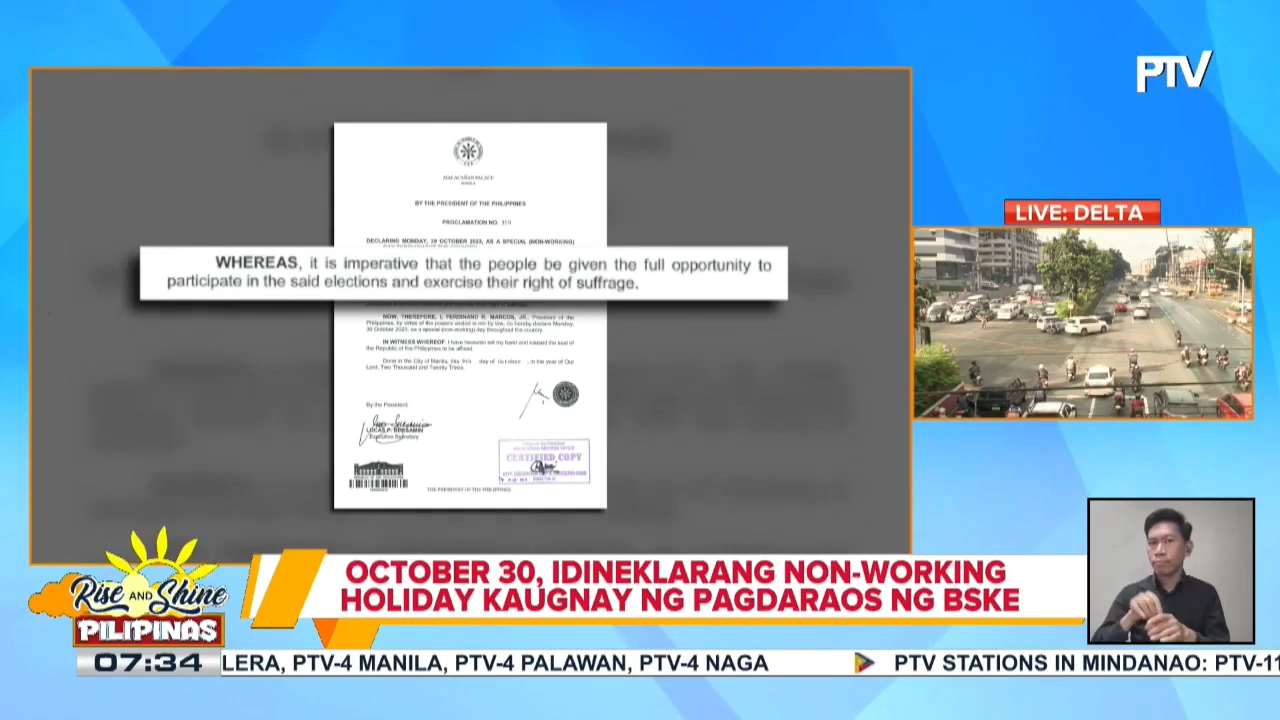 PTV
LIVE: DELTA
MALACAÑAN PALACE
MANILA
BY THE PRESIDENT OF THE PHILIPPINES
PROCLAMATION NO. 359
DECLARING MONDAY, 30 OCTOBER 2023, AS A SPECIAL (NON-WORKING)
WHEREAS, it is imperative that the people be given the full opportunity to
participate in the said elections and exercise their right of suffrage.
NOW, THEREFORE, I, FERDINAND R. MARCOS, JR., President of the
Philippines, by virtue of the powers vested in me by law, do hereby declare Monday,
30 October 2023, as a special (non-working) day throughout the country.
IN WITNESS WHEREOF, I have hereunto set my hand and caused the seal of
the Republic of the Philippines to be affixed.
Done in the City of Manila, this 9th day of October, in the year of Our
Lord, Two Thousand and Twenty Three.
By the President:
LUCAS P. BERSAMIN
Executive Secretary
CERTIFIED COPY
THE PRESIDENT OF THE PHILIPPINES
OCTOBER 30, IDINEKLARANG NON-WORKING
HOLIDAY KAUGNAY NG PAGDARAOS NG BSKE
Rise AND Shine
PILIPINAS
07:34 LERA, PTV-4 MANILA, PTV-4 PALAWAN, PTV-4 NAGA PTV STATIONS IN MINDANAO: PTV-11